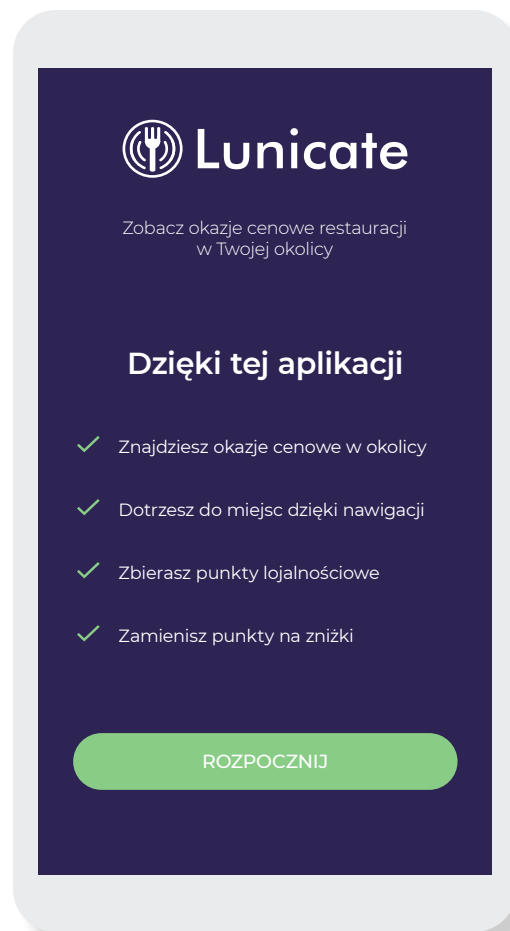 Lunicate
Zobacz okazje cenowe restauracji
w Twojej okolicy
Dzięki tej aplikacji
Znajdziesz okazje cenowe w okolicy
Dotrzesz do miejsc dzięki nawigacji
Zbierasz punkty lojalnościowe
Zamienisz punkty na zniżki
ROZPOCZNIJ